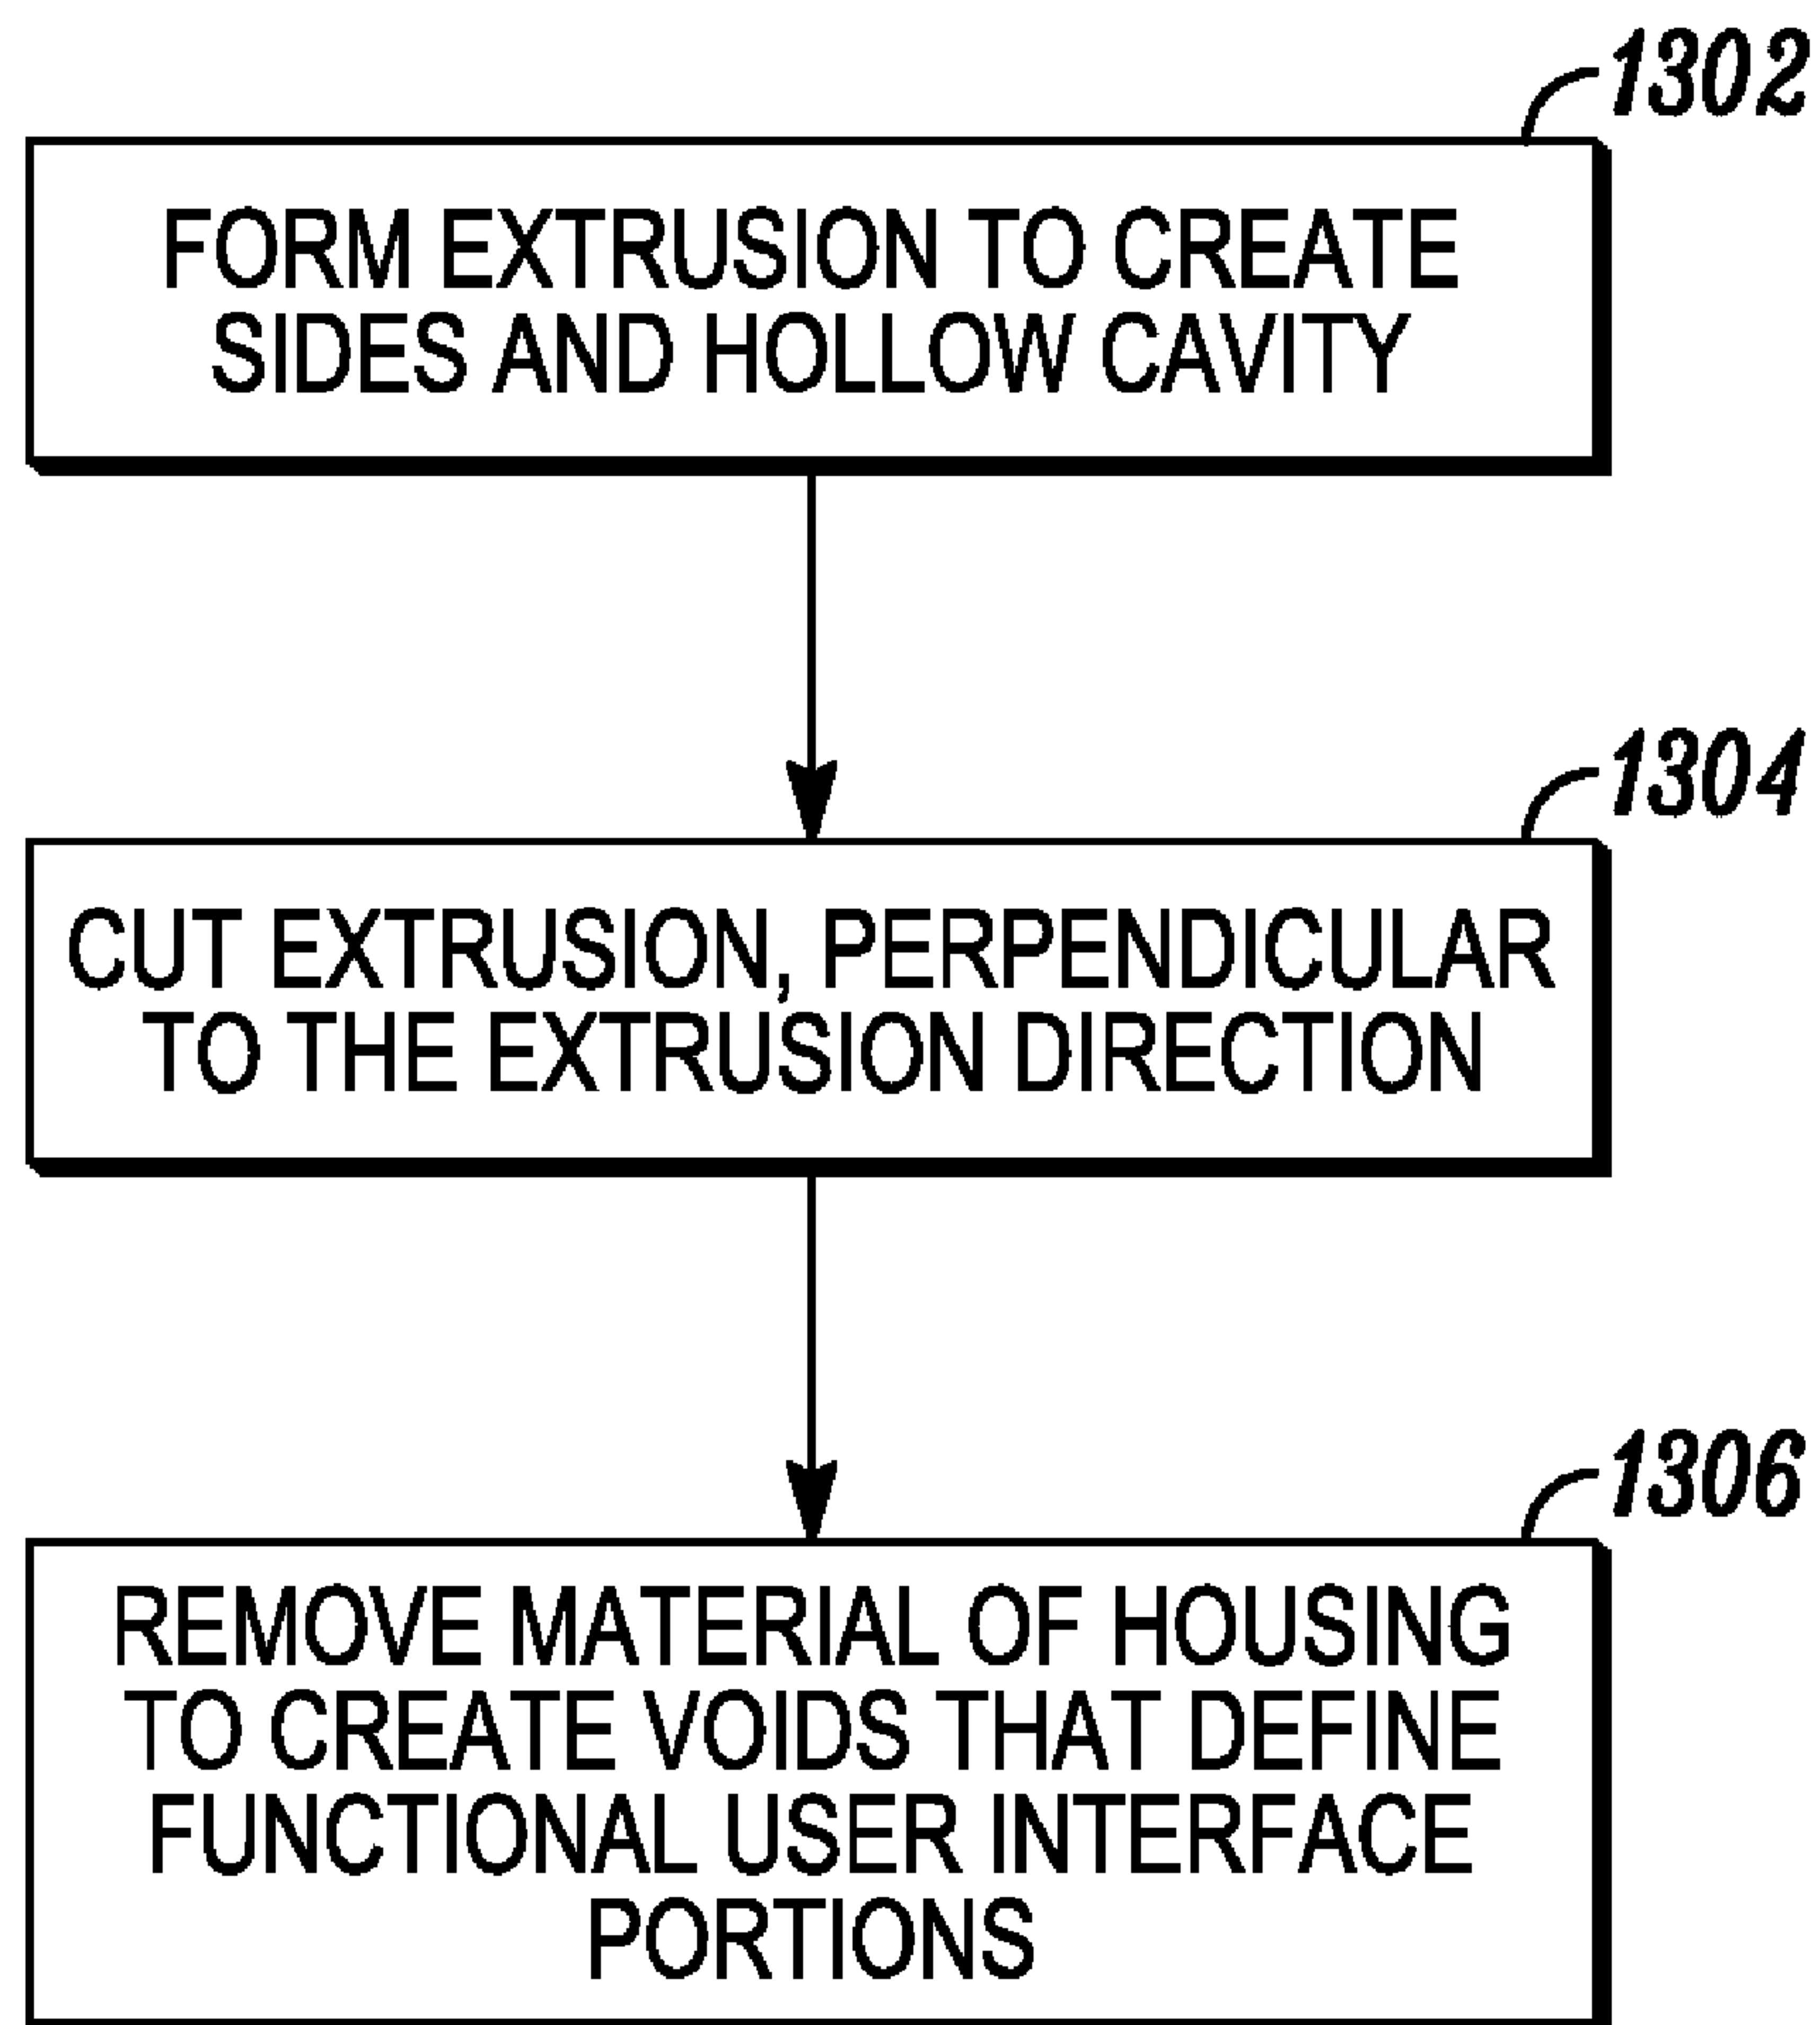 1302
FORM EXTRUSION TO CREATE
SIDES AND HOLLOW CAVITY
1304
CUT EXTRUSION, PERPENDICULAR
TO THE EXTRUSION DIRECTION
1306
REMOVE MATERIAL OF HOUSING
TO CREATE VOIDS THAT DEFINE
FUNCTIONAL USER INTERFACE
PORTIONS